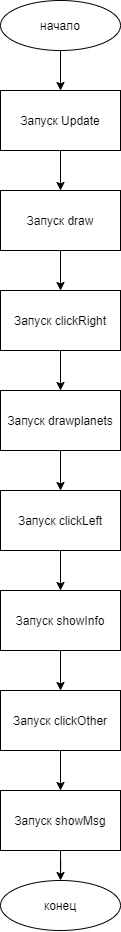 начало
Запуск Update
Запуск draw
Запуск clickRight
Запуск drawplanets
Запуск clickLeft
Запуск showInfo
Запуск clickOther
Запуск showMsg
конец